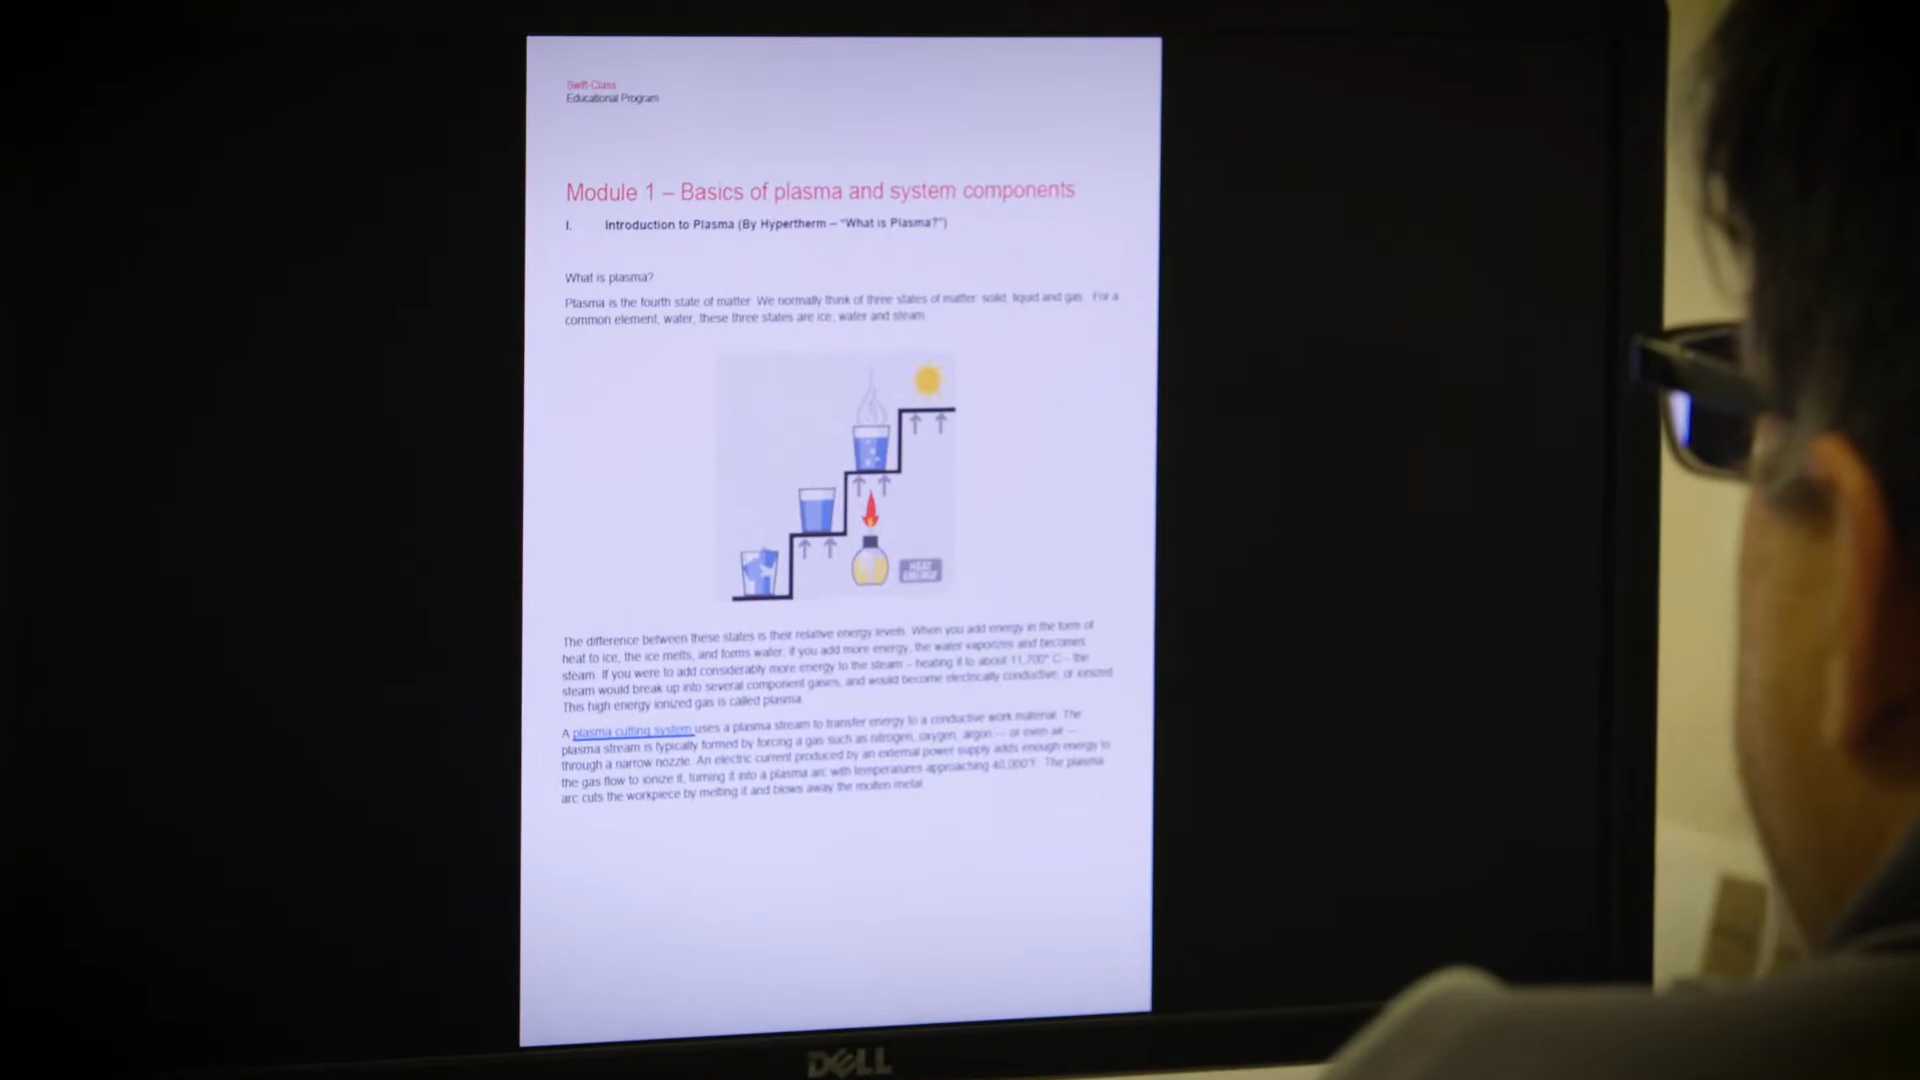 Swift-Class
Educational Program
Module 1 – Basics of plasma and system components
I. Introduction to Plasma (By Hypertherm – "What is Plasma?")
What is plasma?
Plasma is the fourth state of matter. We normally think of three states of matter: solid, liquid and gas. For a
common element, water, these three states are ice, water and steam.
HEAT
ENERGY
The difference between these states is their relative energy levels. When you add energy in the form of
heat to ice, the ice melts, and forms water, if you add more energy, the water vaporizes and becomes
steam. If you were to add considerably more energy to the steam – heating it to about 11,700° C – the
steam would break up into several component gases, and would become electrically conductive, or ionized.
This high energy ionized gas is called plasma.
A plasma cutting system uses a plasma stream to transfer energy to a conductive work material. The
plasma stream is typically formed by forcing a gas such as nitrogen, oxygen, argon — or even air —
through a narrow nozzle. An electric current produced by an external power supply adds enough energy to
the gas flow to ionize it, turning it into a plasma arc with temperatures approaching 40,000°F. The plasma
arc cuts the workpiece by melting it and blows away the molten metal.
DELL